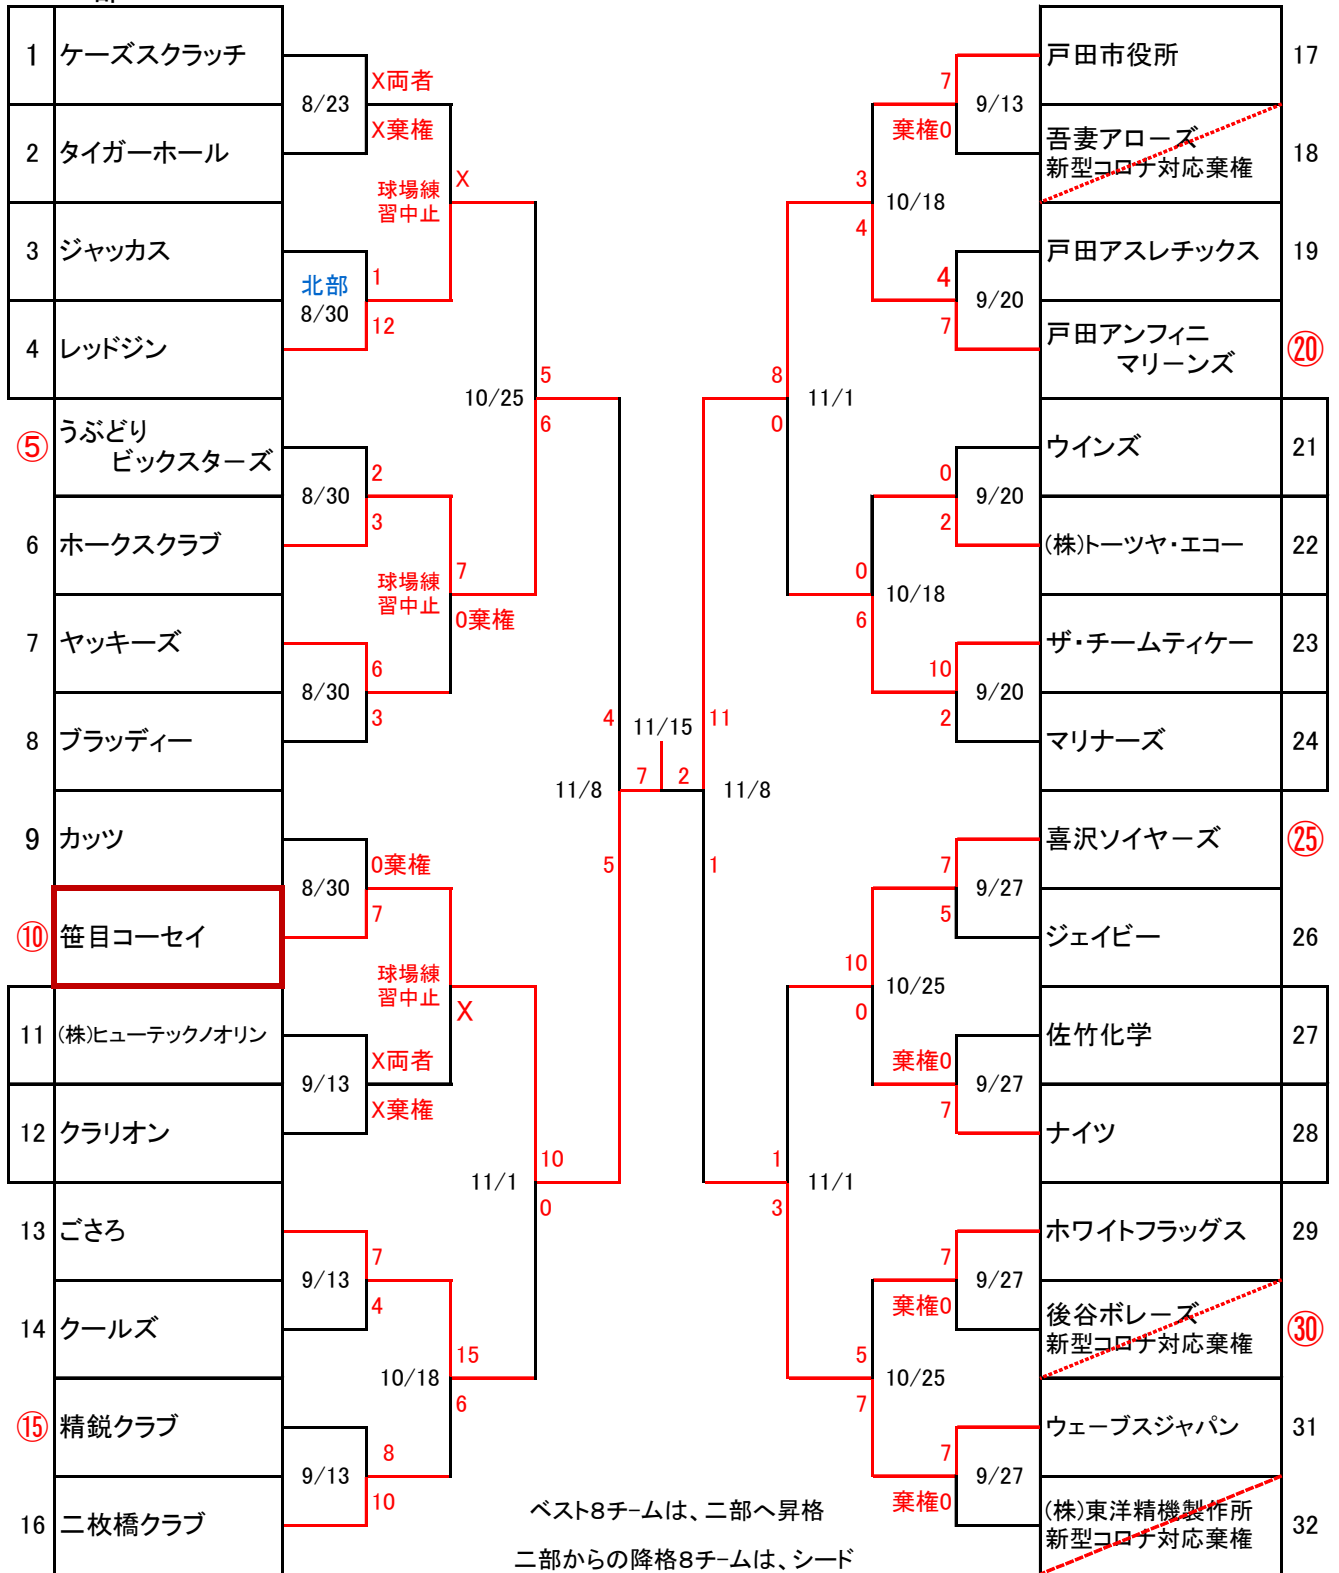 部
1 ケーズスクラッチ
2 タイガーホール
3 ジャッカス
4 レッドジン
⑤ うぶどり
ビックスターズ
6 ホークスクラブ
7 ヤッキーズ
8 ブラッディー
9 カッツ
⑩ 笹目コーセイ
11 (株)ヒューテックノオリン
12 クラリオン
13 ごさろ
14 クールズ
⑮ 精鋭クラブ
16 二枚橋クラブ
8/23
X両者
X棄権
北部
8/30
1
12
8/30
2
3
8/30
6
3
8/30
0棄権
7
9/13
X両者
X棄権
9/13
7
4
9/13
8
10
球場練
習中止
X
球場練
習中止
7
0棄権
球場練
習中止
X
10/18
15
6
10/25
5
6
11/1
10
0
11/8
4
5
11/15
7 2
11/8
11
1
11/1
8
0
11/1
1
3
10/18
3
4
10/18
0
6
10/25
10
0
10/25
5
7
7
9/13
棄権0
4
9/20
7
0
9/20
2
10
9/20
2
7
9/27
5
棄権0
9/27
7
7
9/27
棄権0
7
9/27
棄権0
戸田市役所 17
吾妻アローズ
新型コロナ対応棄権 18
戸田アスレチックス 19
戸田アンフィニ
マリーンズ ⑳
ウインズ 21
(株)トーツヤ・エコー 22
ザ・チームティケー 23
マリナーズ 24
喜沢ソイヤーズ ㉕
ジェイビー 26
佐竹化学 27
ナイツ 28
ホワイトフラッグス 29
後谷ボレーズ
新型コロナ対応棄権 ㉚
ウェーブスジャパン 31
(株)東洋精機製作所
新型コロナ対応棄権 32
ベスト8チームは、二部へ昇格
二部からの降格8チームは、シード